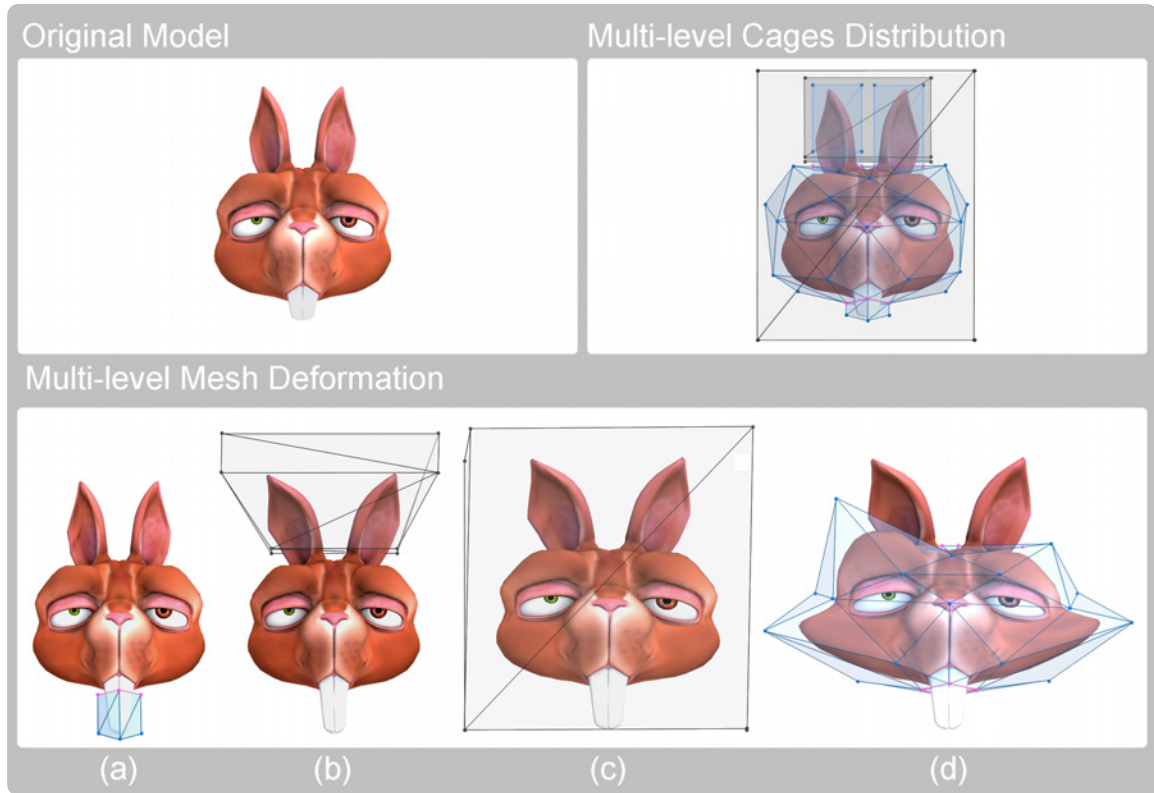 Original Model
Multi-level Cages Distribution
Multi-level Mesh Deformation
(a)
(b)
(c)
(d)